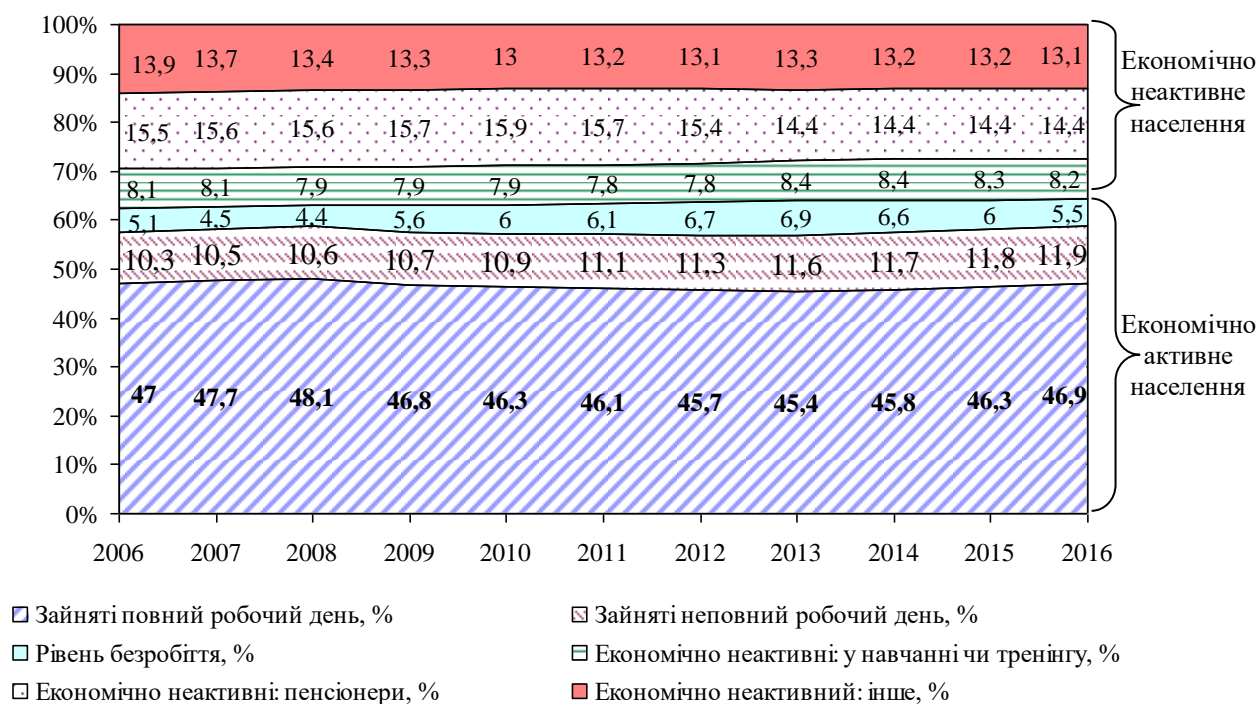 100%
90%
80%
70%
60%
50%
40%
30%
20%
10%
0%
13,9 13,7 13,4 13,3 13 13,2 13,1 13,3 13,2 13,2 13,1
15,5 15,6 15,6 15,7 15,9 15,7 15,4 14,4 14,4 14,4 14,4
8,1 8,1 7,9 7,9 7,9 7,8 7,8 8,4 8,4 8,3 8,2
5,1 4,5 4,4 5,6 6 6,1 6,7 6,9 6,6 6 5,5
10,3 10,5 10,6 10,7 10,9 11,1 11,3 11,6 11,7 11,8 11,9
47 47,7 48,1 46,8 46,3 46,1 45,7 45,4 45,8 46,3 46,9
2006 2007 2008 2009 2010 2011 2012 2013 2014 2015 2016
Економічно
неактивне
населення
Економічно
активне
населення
Зайняті повний робочий день, %
Зайняті неповний робочий день, %
Рівень безробіття, %
Економічно неактивні: у навчанні чи тренінгу, %
Економічно неактивні: пенсіонери, %
Економічно неактивний: інше, %